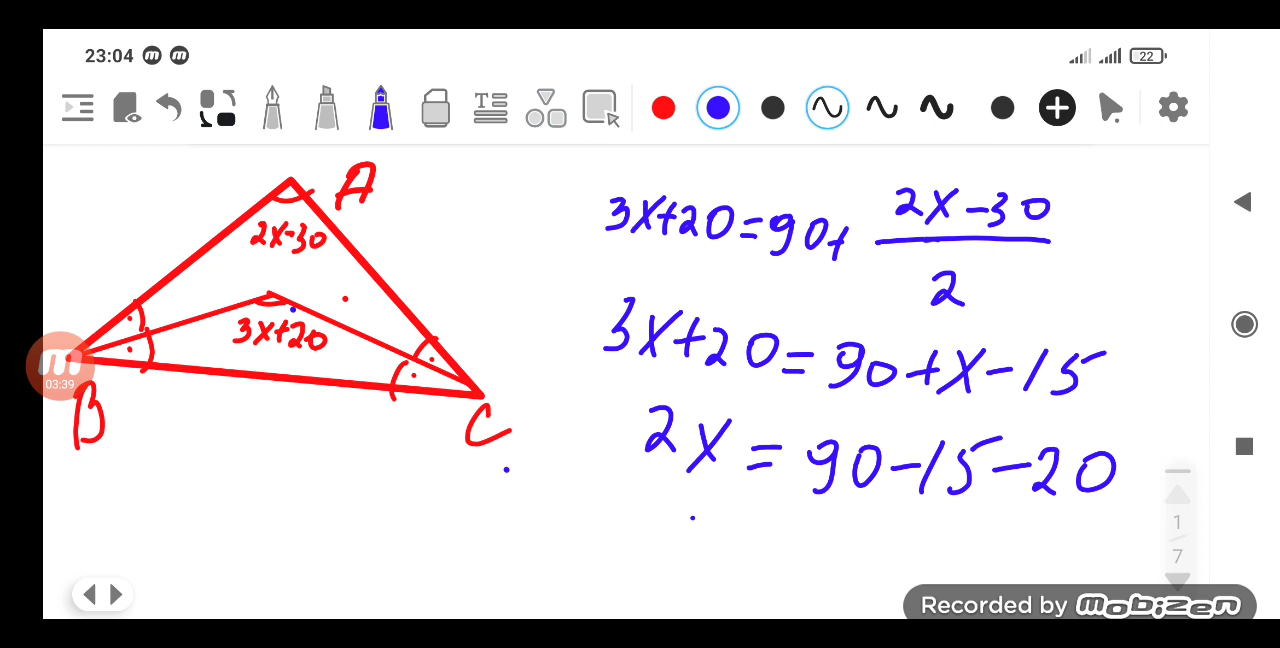 23:04
22
A
2x-30
3x+20
B
C
3x+20=90+ 2x-30
2
3x+20=90+x-15
2x=90-15-20
03:39
T
1
7
Recorded by mobizen